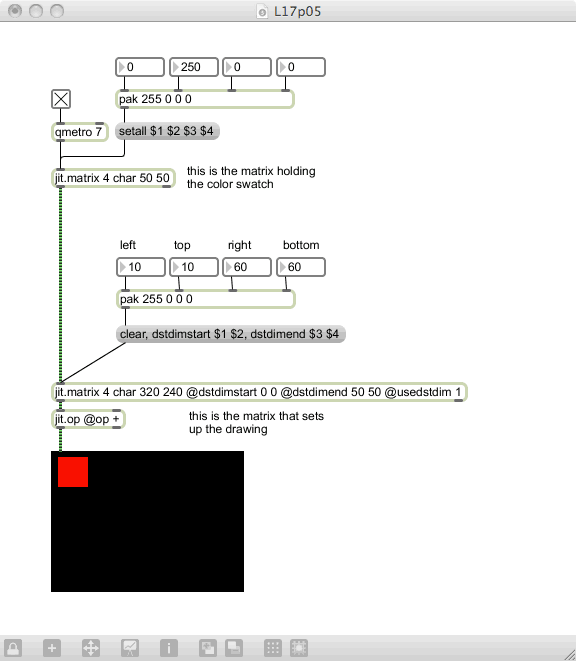 L17p05
0 250 0 0
pak 255 0 0 0
qmetro 7 setall $1 $2 $3 $4
jit.matrix 4 char 50 50
this is the matrix holding
the color swatch
left top right bottom
10 10 60 60
pak 255 0 0 0
clear, dstdimstart $1 $2, dstdimend $3 $4
jit.matrix 4 char 320 240 @dstdimstart 0 0 @dstdimend 50 50 @usedstdim 1
jit.op @op +
this is the matrix that sets
up the drawing